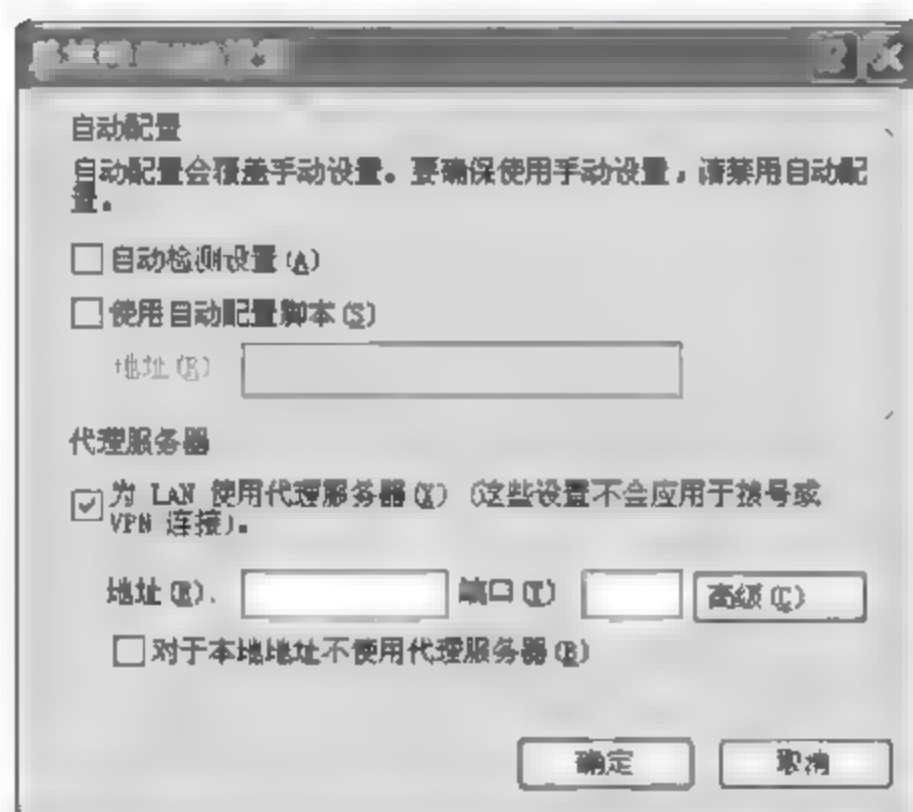 自动配置
自动配置会覆盖手动设置。要确保使用手动设置，请禁用自动配
置。
自动检测设置(A)
使用自动配置脚本(S)
地址(R)
代理服务器
为 LAN 使用代理服务器(X) (这些设置不会应用于拨号或
VPN 连接)。
地址(E): 端口(T) 高级(C)
对于本地地址不使用代理服务器(B)
确定 取消